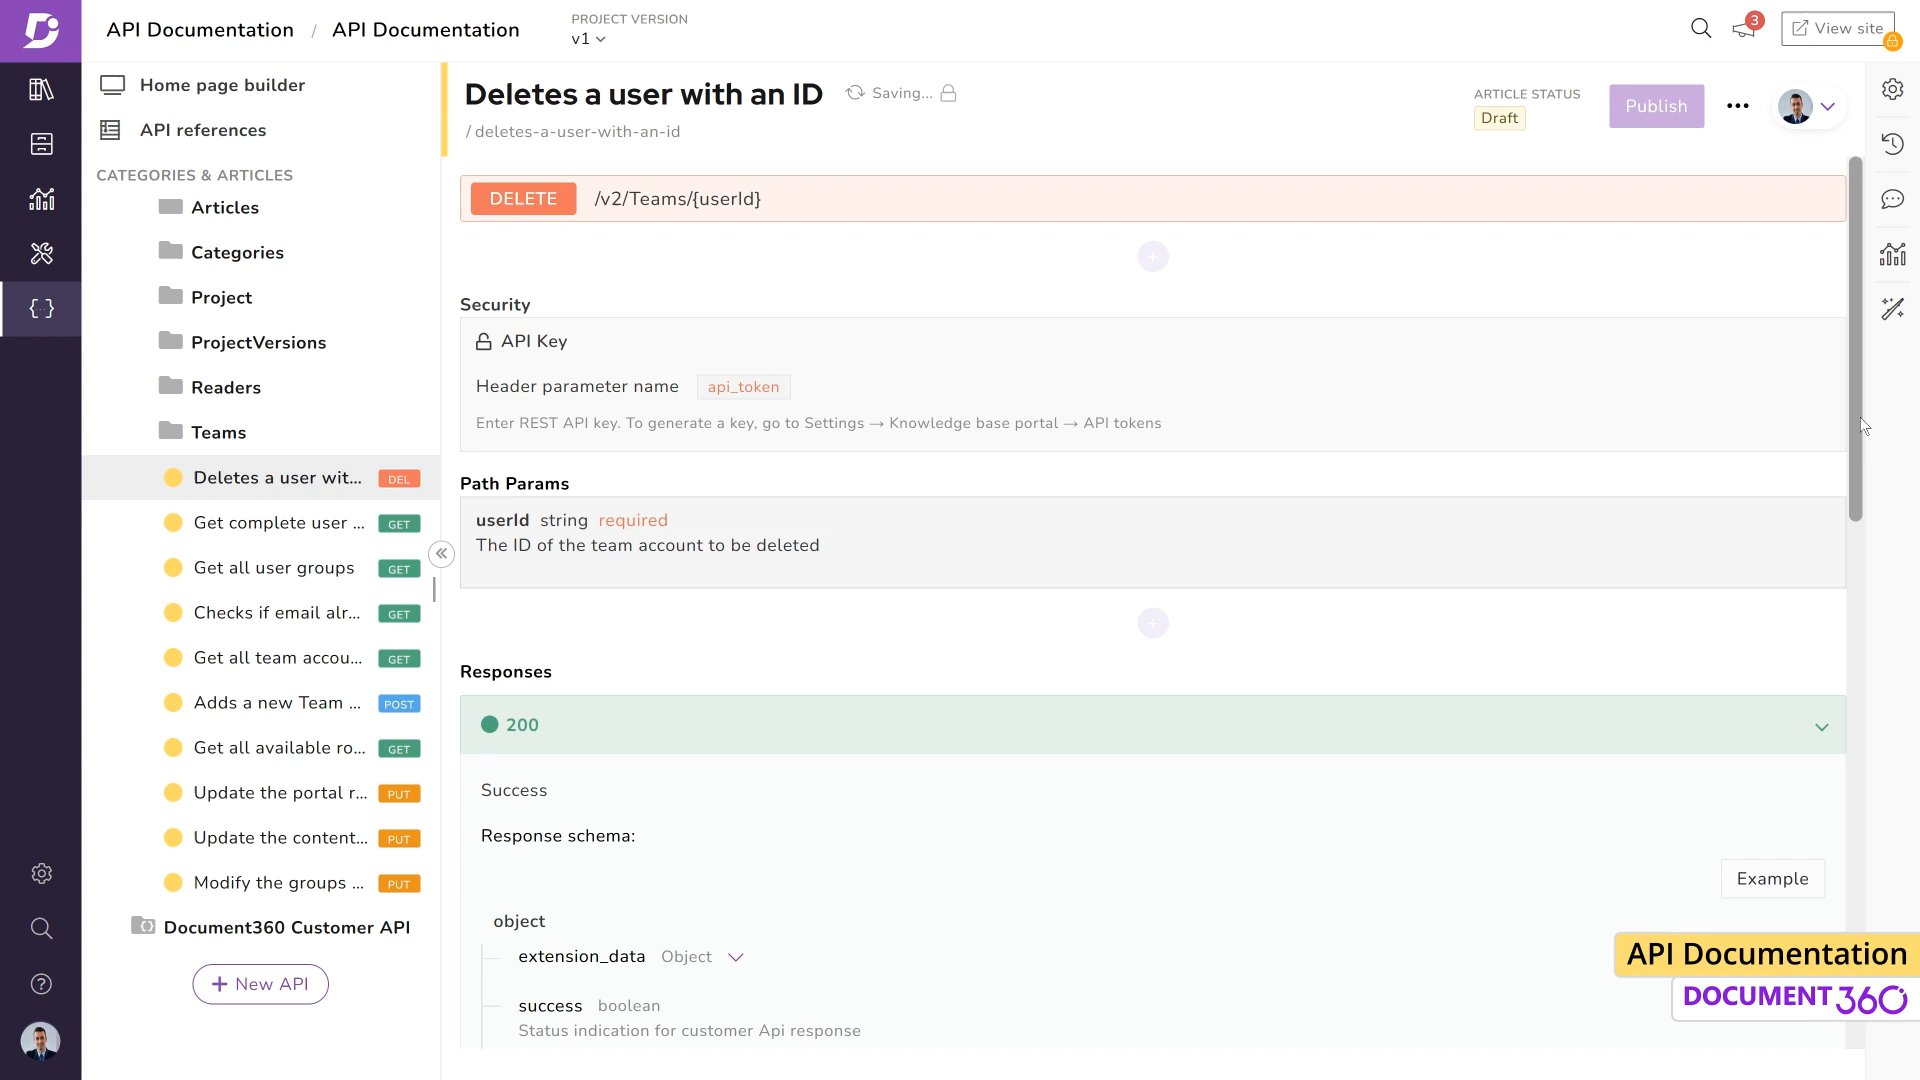 API Documentation / API Documentation
PROJECT VERSION
v1
3
View site
Home page builder
API references
CATEGORIES & ARTICLES
Articles
Categories
Project
ProjectVersions
Readers
Teams
Deletes a user wit... DEL
Get complete user ... GET
Get all user groups GET
Checks if email alr... GET
Get all team accou... GET
Adds a new Team ... POST
Get all available ro... GET
Update the portal r... PUT
Update the content... PUT
Modify the groups ... PUT
Document360 Customer API
+ New API
Deletes a user with an ID
Saving...
/ deletes-a-user-with-an-id
ARTICLE STATUS
Draft
Publish
DELETE /v2/Teams/{userId}
Security
API Key
Header parameter name api_token
Enter REST API key. To generate a key, go to Settings → Knowledge base portal → API tokens
Path Params
userId string required
The ID of the team account to be deleted
Responses
200
Success
Response schema:
Example
object
extension_data Object
success boolean
Status indication for customer Api response
API Documentation
DOCUMENT360